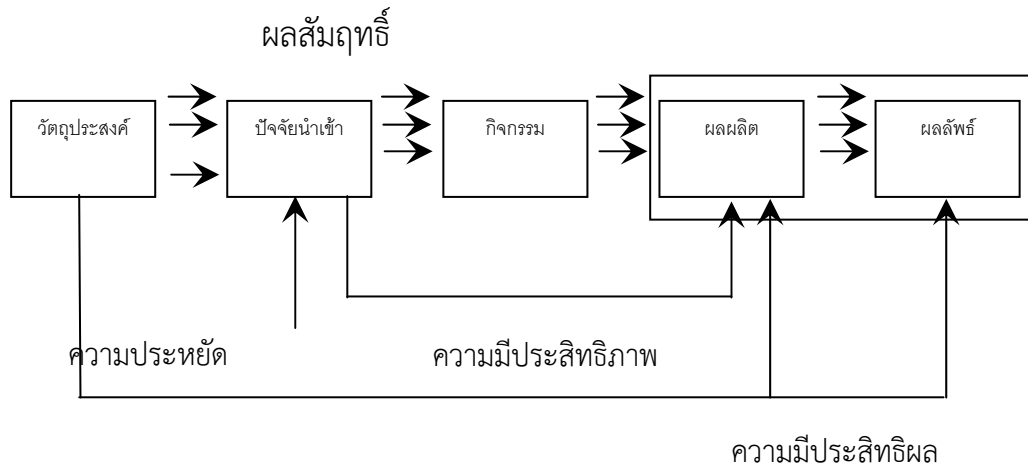 ผลสัมฤทธิ์
วัตถุประสงค์ ปัจจัยนำเข้า กิจกรรม ผลผลิต ผลลัพธ์
ความประหยัด ความมีประสิทธิภาพ
ความมีประสิทธิผล